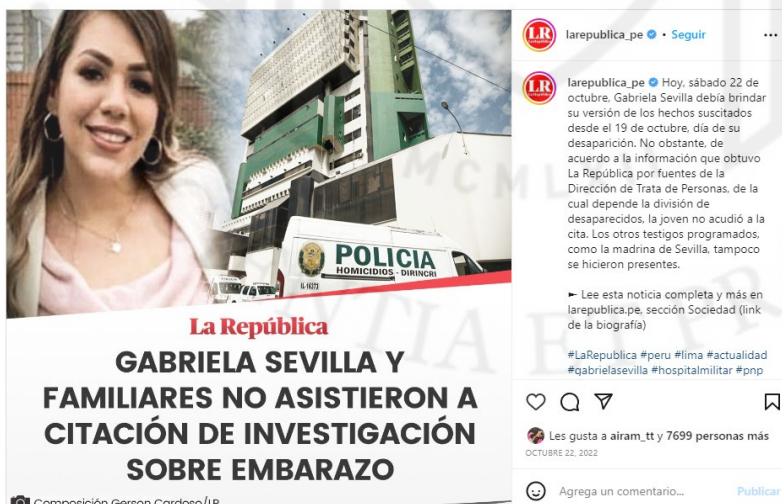 LR
larepublica_pe • Seguir
LR
larepublica_pe Hoy, sábado 22 de
octubre, Gabriela Sevilla debía brindar
su versión de los hechos suscitados
desde el 19 de octubre, día de su
desaparición. No obstante, de
acuerdo a la información que obtuvo
La República por fuentes de la
Dirección de Trata de Personas, de la
cual depende la división de
desaparecidos, la joven no acudió a la
cita. Los otros testigos programados,
como la madrina de Sevilla, tampoco
se hicieron presentes.
► Lee esta noticia completa y más en
larepublica.pe, sección Sociedad (link
de la biografía)
#LaRepublica #peru #lima #actualidad
#gabrielasevilla #hospitalmilitar #pnp
Les gusta a airam_tt y 7699 personas más
OCTUBRE 22, 2022
Agrega un comentario... Publicar
POLICIA
HOMICIDIOS - DIRINCRI
La República
GABRIELA SEVILLA Y
FAMILIARES NO ASISTIERON A
CITACIÓN DE INVESTIGACIÓN
SOBRE EMBARAZO
Composición Gerson Cardoso/LR